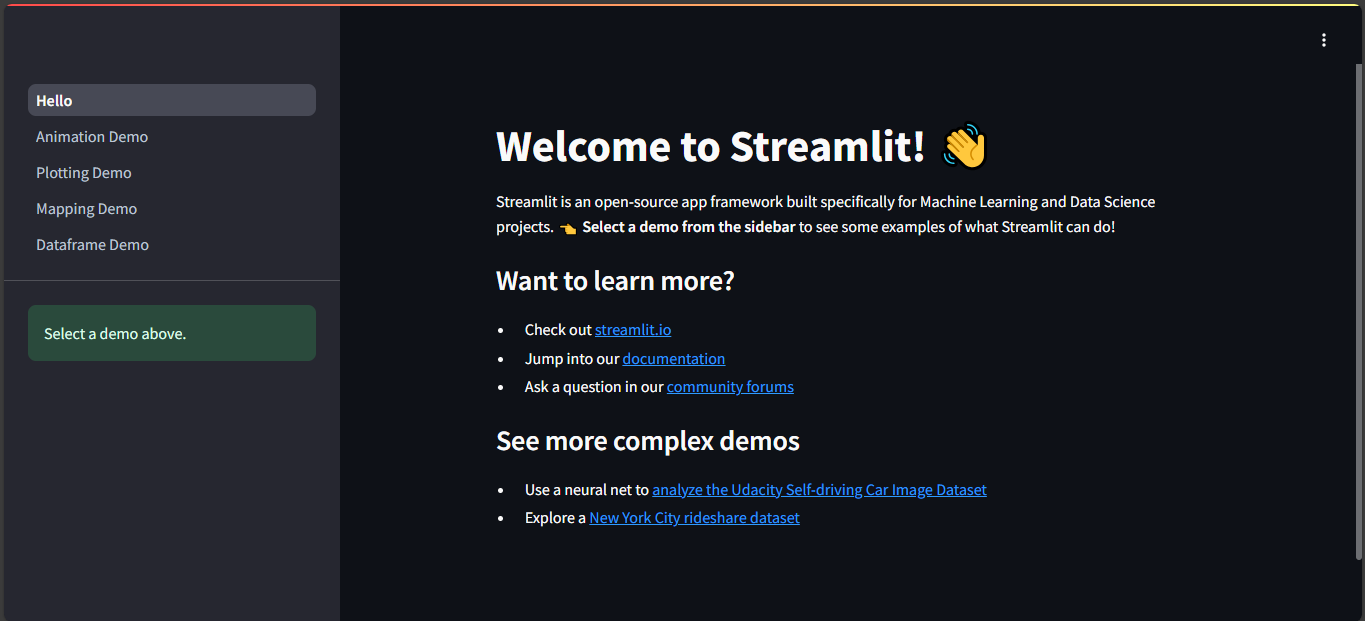 Hello
Animation Demo
Plotting Demo
Mapping Demo
Dataframe Demo
Select a demo above.
Welcome to Streamlit! 👋
Streamlit is an open-source app framework built specifically for Machine Learning and Data Science
projects. 👈 Select a demo from the sidebar to see some examples of what Streamlit can do!
Want to learn more?
• Check out streamlit.io
• Jump into our documentation
• Ask a question in our community forums
See more complex demos
• Use a neural net to analyze the Udacity Self-driving Car Image Dataset
• Explore a New York City rideshare dataset